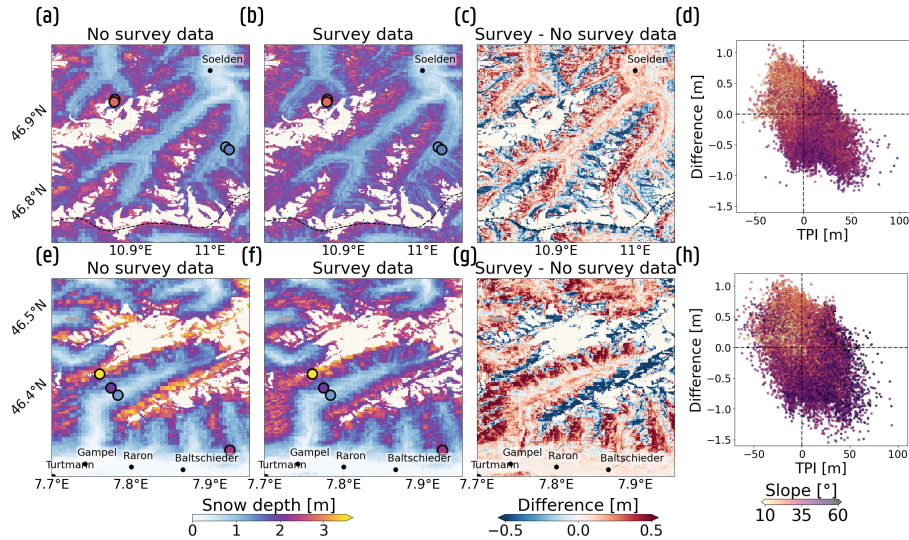 (a) (b) (c) (d)
No survey data Survey data Survey - No survey data
Soelden Soelden Soelden
46.9°N
46.8°N
10.9°E 11°E 10.9°E 11°E 10.9°E 11°E
1.0
0.5
0.0
−0.5
−1.0
−1.5
Difference [m]
−50 0 50 100
TPI [m]
(e) (f) (g) (h)
No survey data Survey data Survey - No survey data
46.5°N
46.4°N
Gampel Raron Baltschieder Gampel Raron Baltschieder Gampel Raron Baltschieder
Turtmann Turtmann Turtmann
7.7°E 7.8°E 7.9°E 7.7°E 7.8°E 7.9°E 7.7°E 7.8°E 7.9°E
1.0
0.5
0.0
−0.5
−1.0
−1.5
Difference [m]
−50 0 50 100
TPI [m]
Snow depth [m]
0 1 2 3
Difference [m]
−0.5 0.0 0.5
Slope [°]
10 35 60